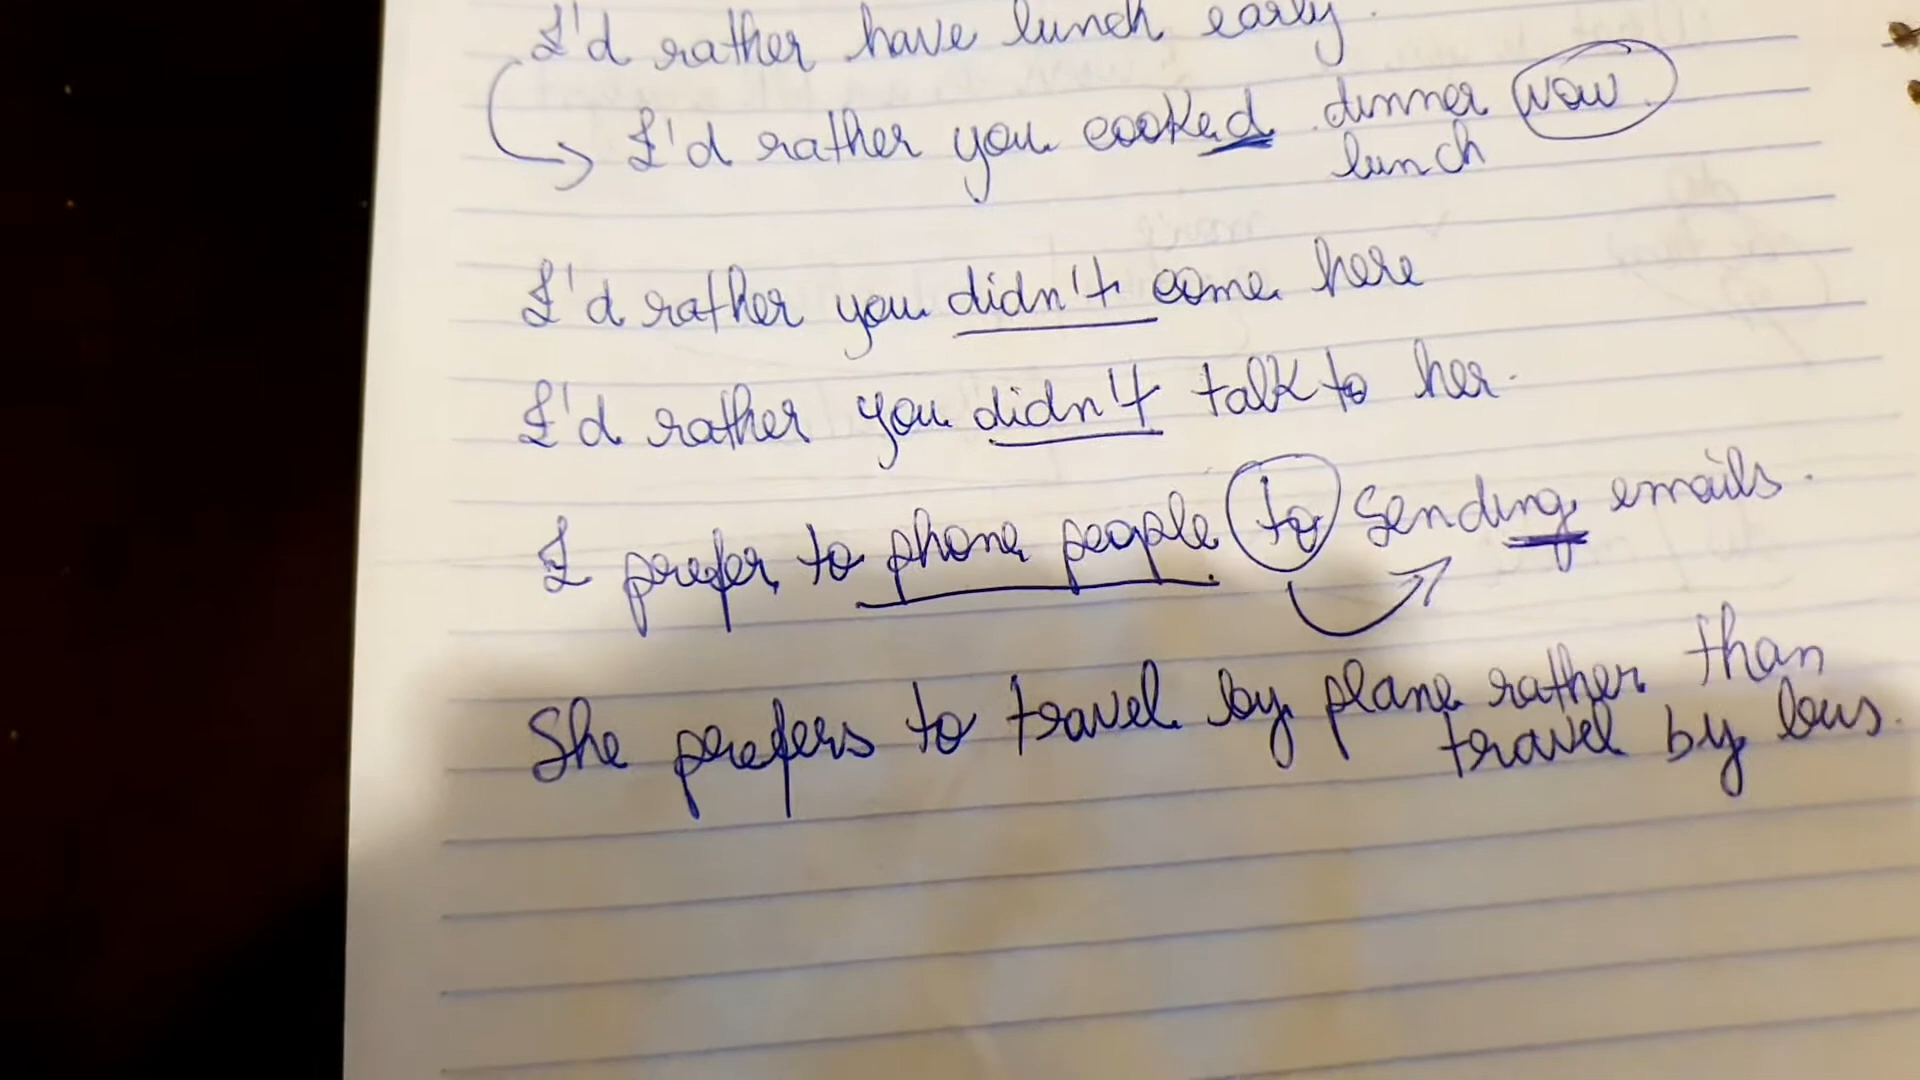 I'd rather have lunch early.
I'd rather you cooked dinner now.
lunch
I'd rather you didn't come here
I'd rather you didn't talk to her.
I prefer to phone people to sending emails.
She prefers to travel by plane rather than
travel by bus.